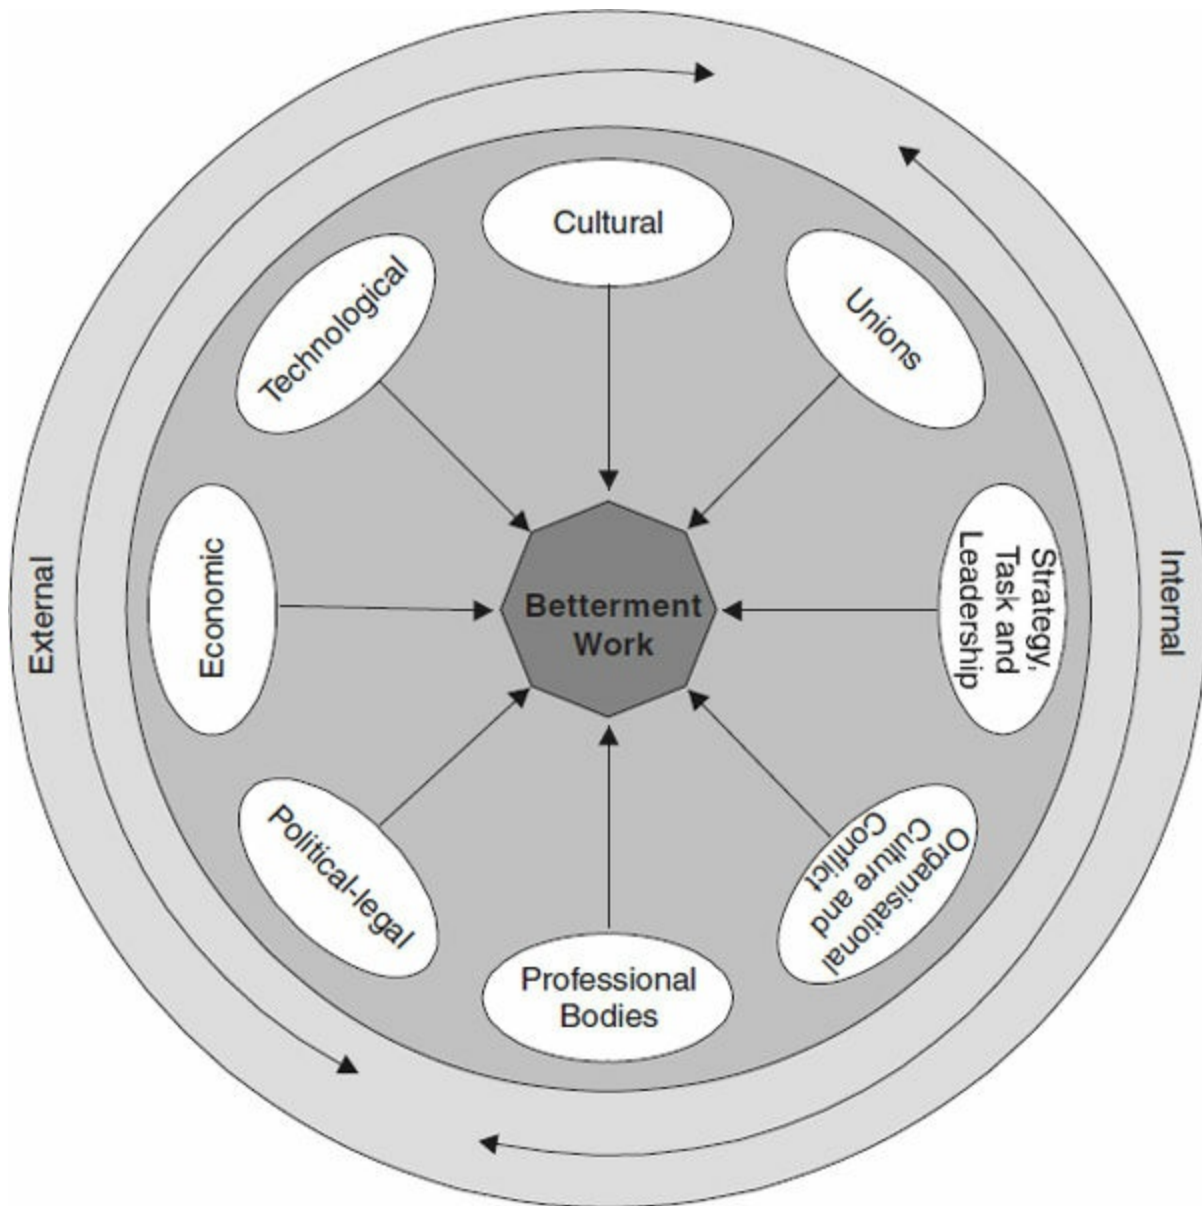 Cultural
Unions
Strategy,
Task and
Leadership
Organisational
Culture and
Conflict
Professional
Bodies
Political-legal
Economic
Technological
Betterment
Work
External
Internal